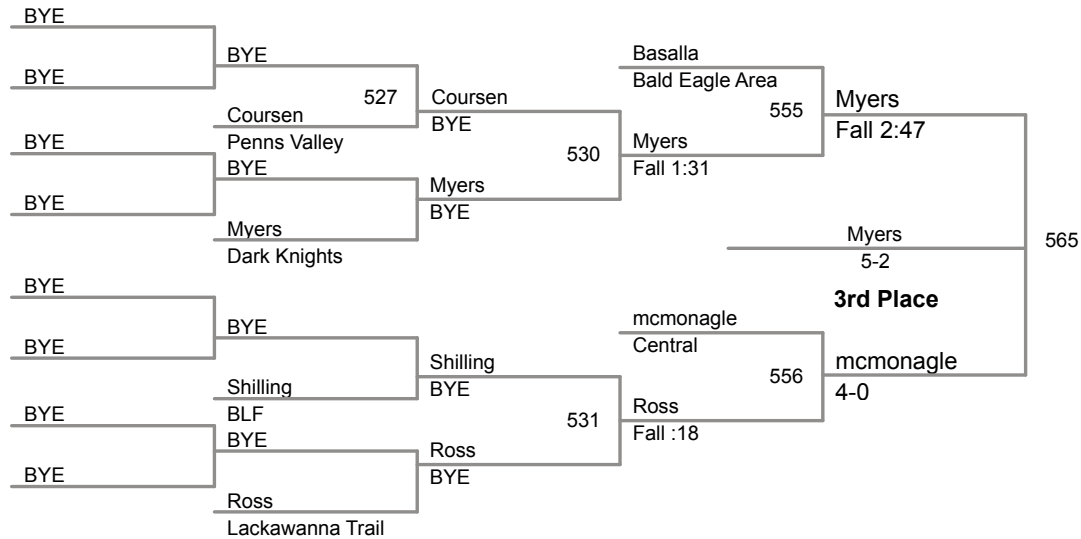 BYE
BYE
BYE
BYE
BYE
BYE
BYE
BYE
BYE
527
Coursen
Penns Valley
BYE
Myers
Dark Knights
BYE
Shilling
BLF
BYE
Ross
Lackawanna Trail
Coursen
BYE
530
Myers
BYE
Shilling
BYE
531
Ross
BYE
Basalla
Bald Eagle Area
555
Myers
Fall 1:31
mcmonagle
Central
556
Ross
Fall :18
Myers
Fall 2:47
Myers
5-2
565
3rd Place
mcmonagle
4-0